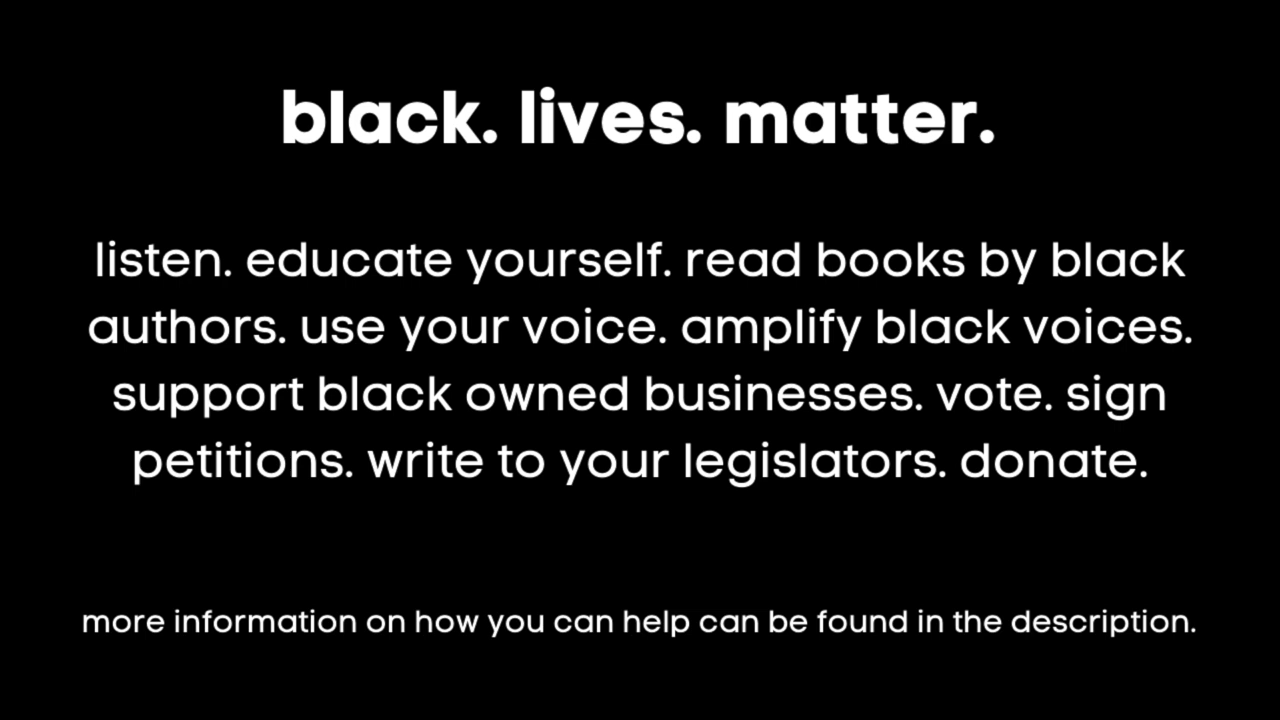 black. lives. matter.
listen. educate yourself. read books by black
authors. use your voice. amplify black voices.
support black owned businesses. vote. sign
petitions. write to your legislators. donate.
more information on how you can help can be found in the description.